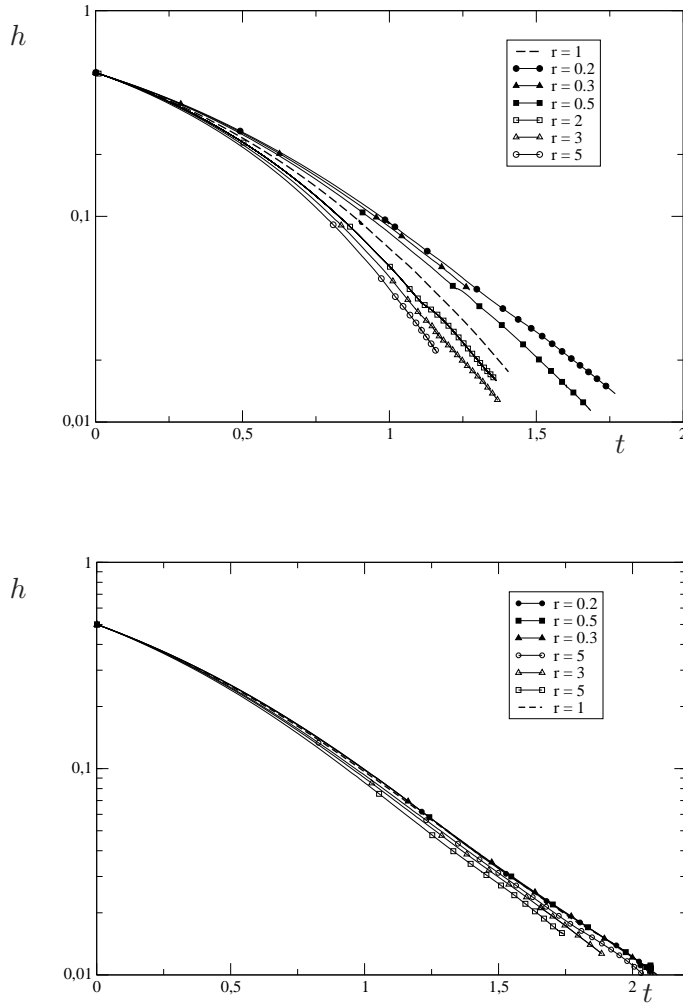 1
h
r = 1
r = 0.2
r = 0.3
r = 0.5
r = 2
r = 3
r = 5
0,1
0,01
0
0,5
1
1,5
2
t
1
h
r = 0.2
r = 0.5
r = 0.3
r = 5
r = 3
r = 5
r = 1
0,1
0,01
0
0,5
1
1,5
2
t